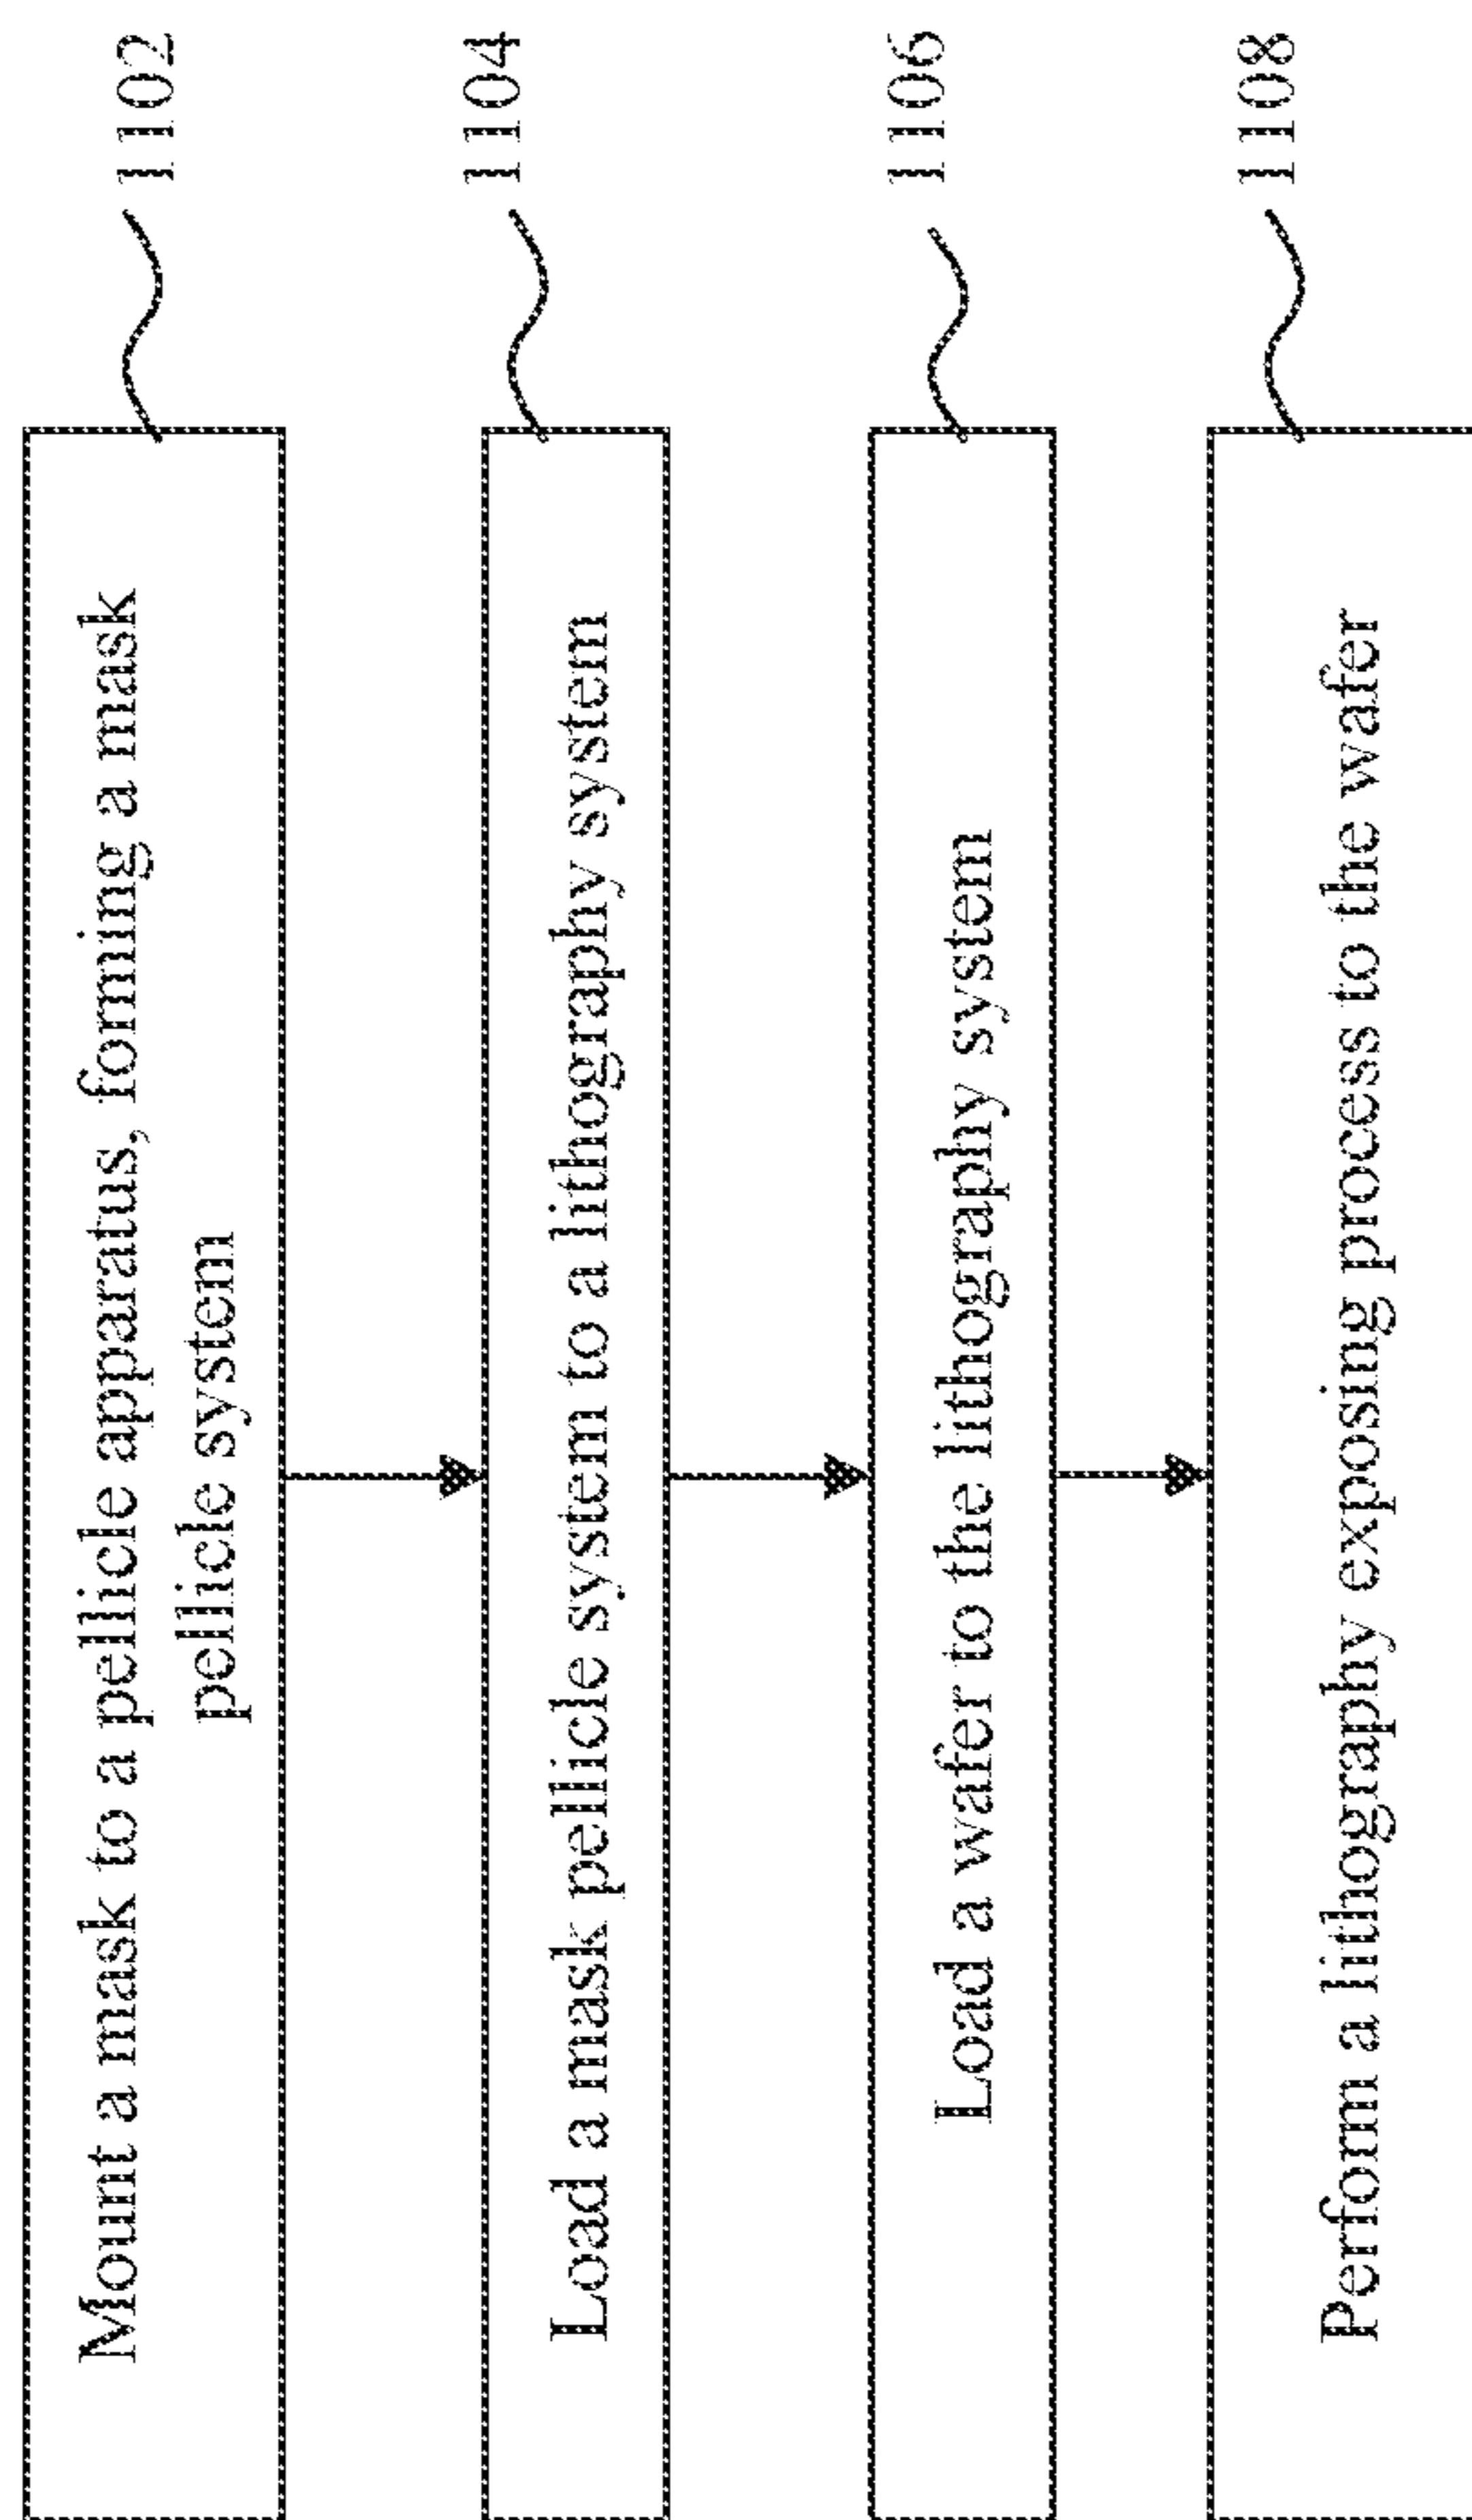 Mount a mask to a pellicle apparatus, forming a mask
pellicle system
1102
Load a mask pellicle system to a lithography system
1104
Load a wafer to the lithography system
1106
Perform a lithography exposing process to the wafer
1108